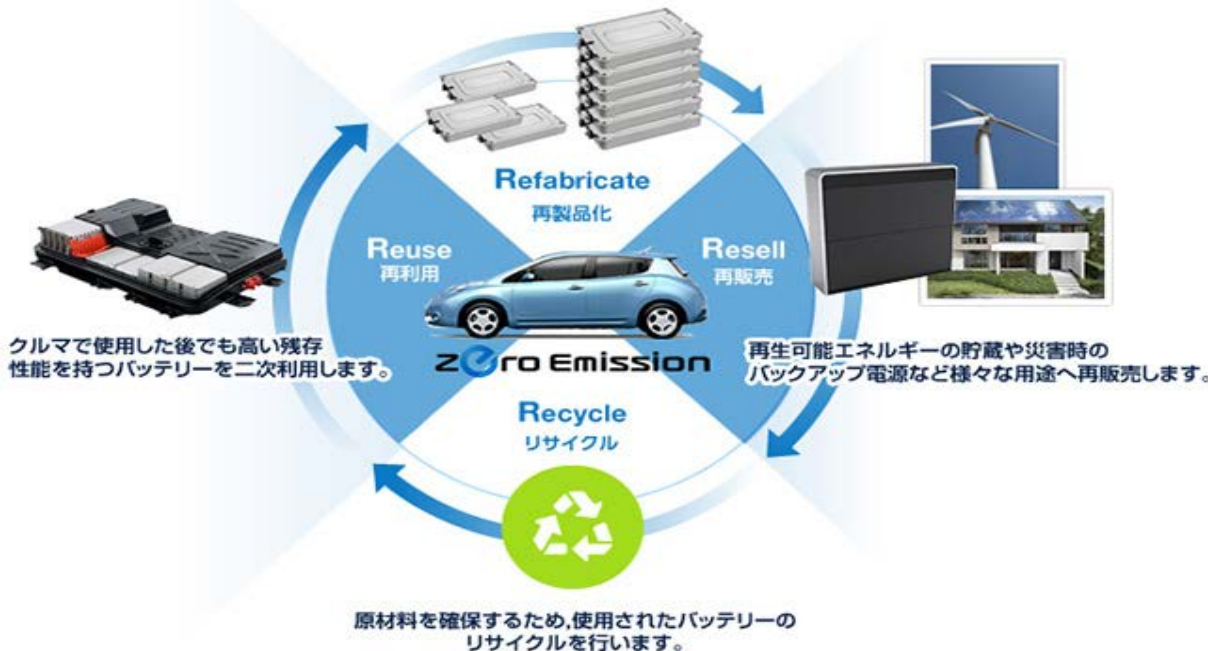 Refabricate
再製品化
Reuse
再利用
Resell
再販売
zero Emission
クルマで使用した後でも高い残存
性能を持つバッテリーを二次利用します。
再生可能エネルギーの貯蔵や災害時の
バックアップ電源など様々な用途へ再販売します。
Recycle
リサイクル
原材料を確保するため,使用されたバッテリーの
リサイクルを行います。